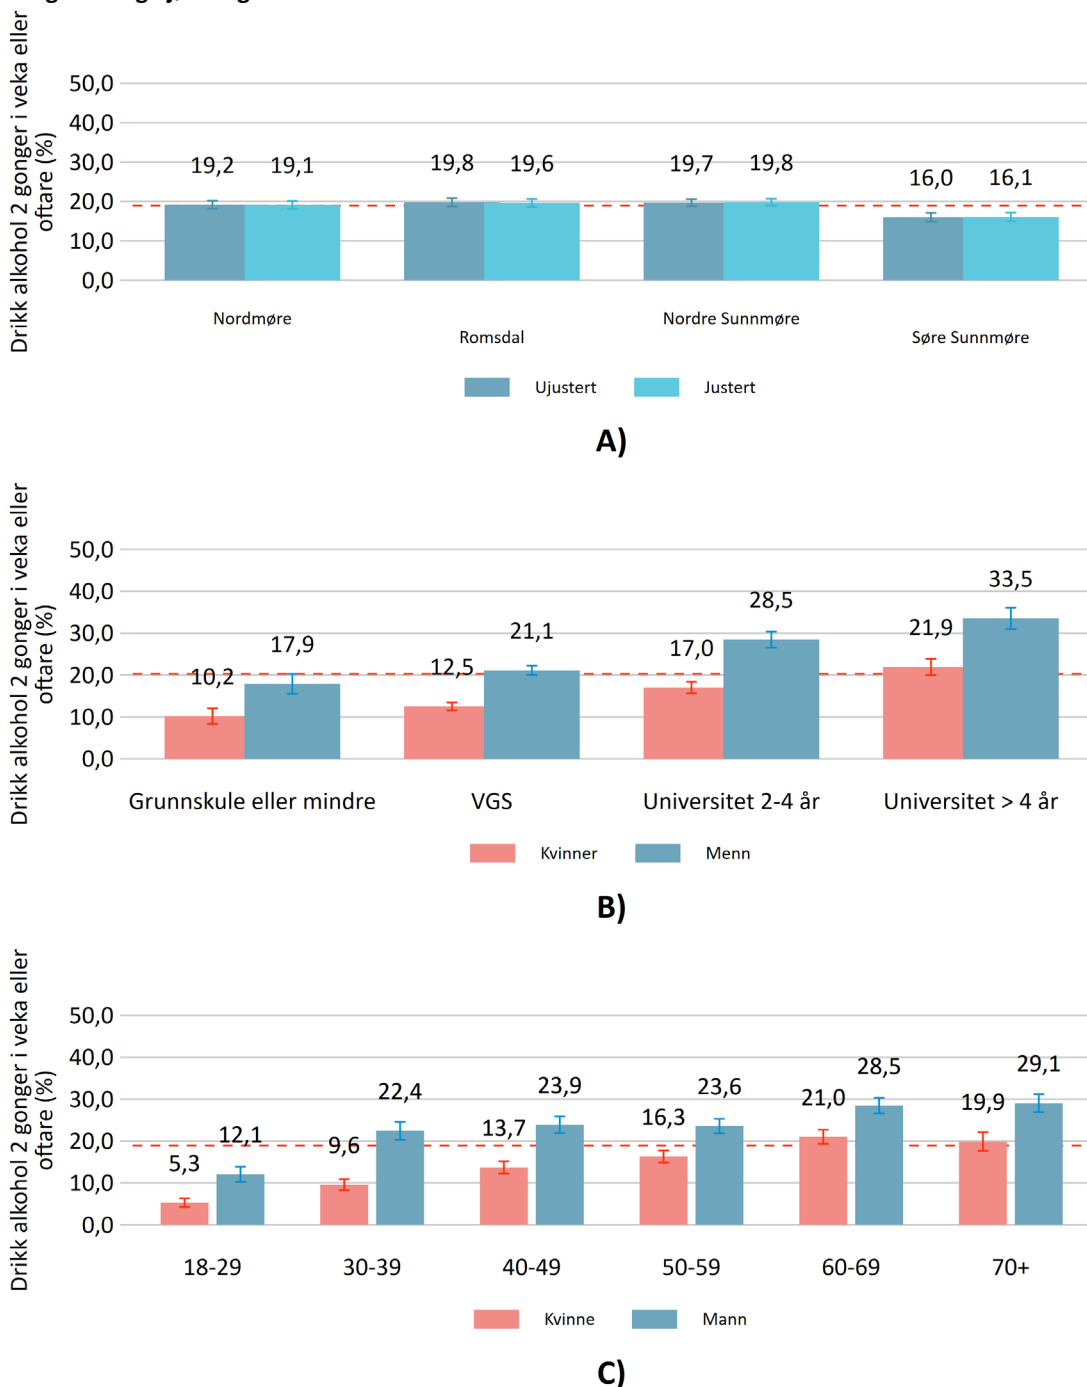 Drikk alkohol 2 gonger i veka eller
oftare (%)
50,0
40,0
30,0
20,0
10,0
0,0
19,2
19,1
19,8
19,6
19,7
19,8
16,0
16,1
Nordmøre
Romsdal
Nordre Sunnmøre
Søre Sunnmøre
Ujustert
Justert
A)
Drikk alkohol 2 gonger i veka eller
oftare (%)
50,0
40,0
30,0
20,0
10,0
0,0
10,2
17,9
12,5
21,1
17,0
28,5
21,9
33,5
Grunnskule eller mindre
VGS
Universitet 2-4 år
Universitet > 4 år
Kvinner
Menn
B)
Drikk alkohol 2 gonger i veka eller
oftare (%)
50,0
40,0
30,0
20,0
10,0
0,0
5,3
12,1
9,6
22,4
13,7
23,9
16,3
23,6
21,0
28,5
19,9
29,1
18-29
30-39
40-49
50-59
60-69
70+
Kvinne
Mann
C)